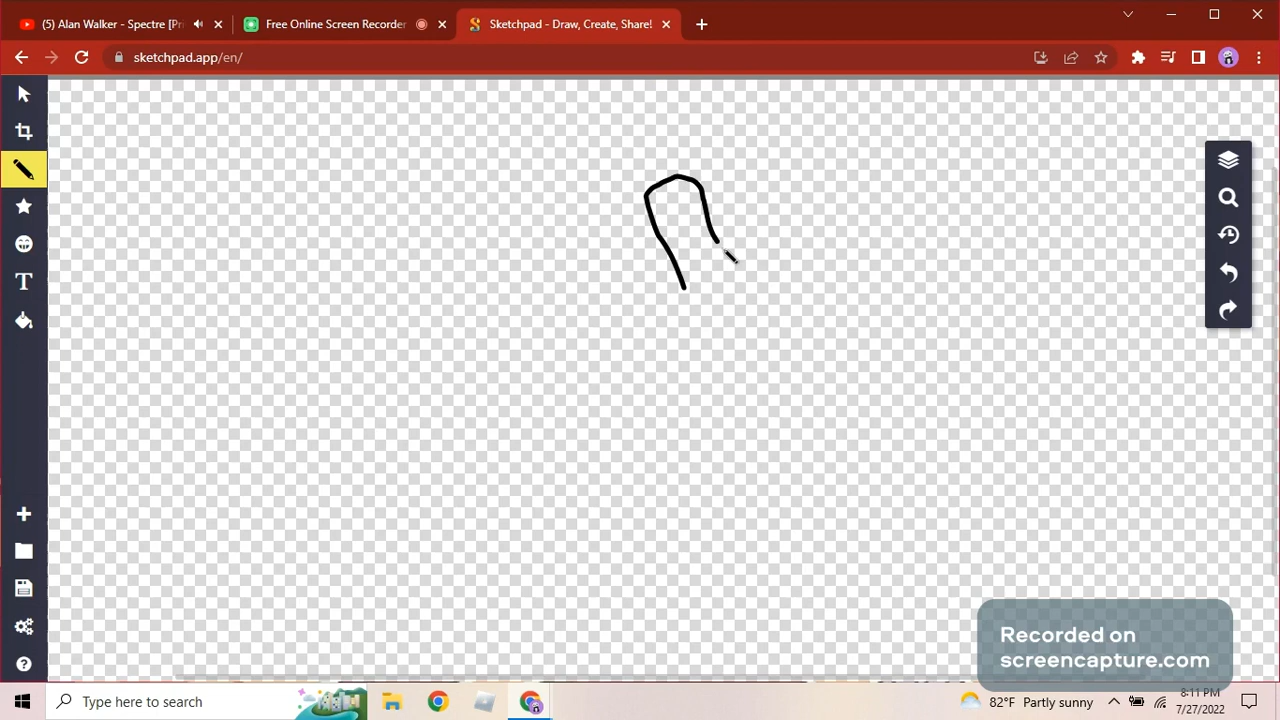 (5) Alan Walker - Spectre [Pr
Free Online Screen Recorder
Sketchpad - Draw, Create, Share!
sketchpad.app/en/
T
Recorded on
screencapture.com
Type here to search
82°F Partly sunny
8:11 PM
7/27/2022